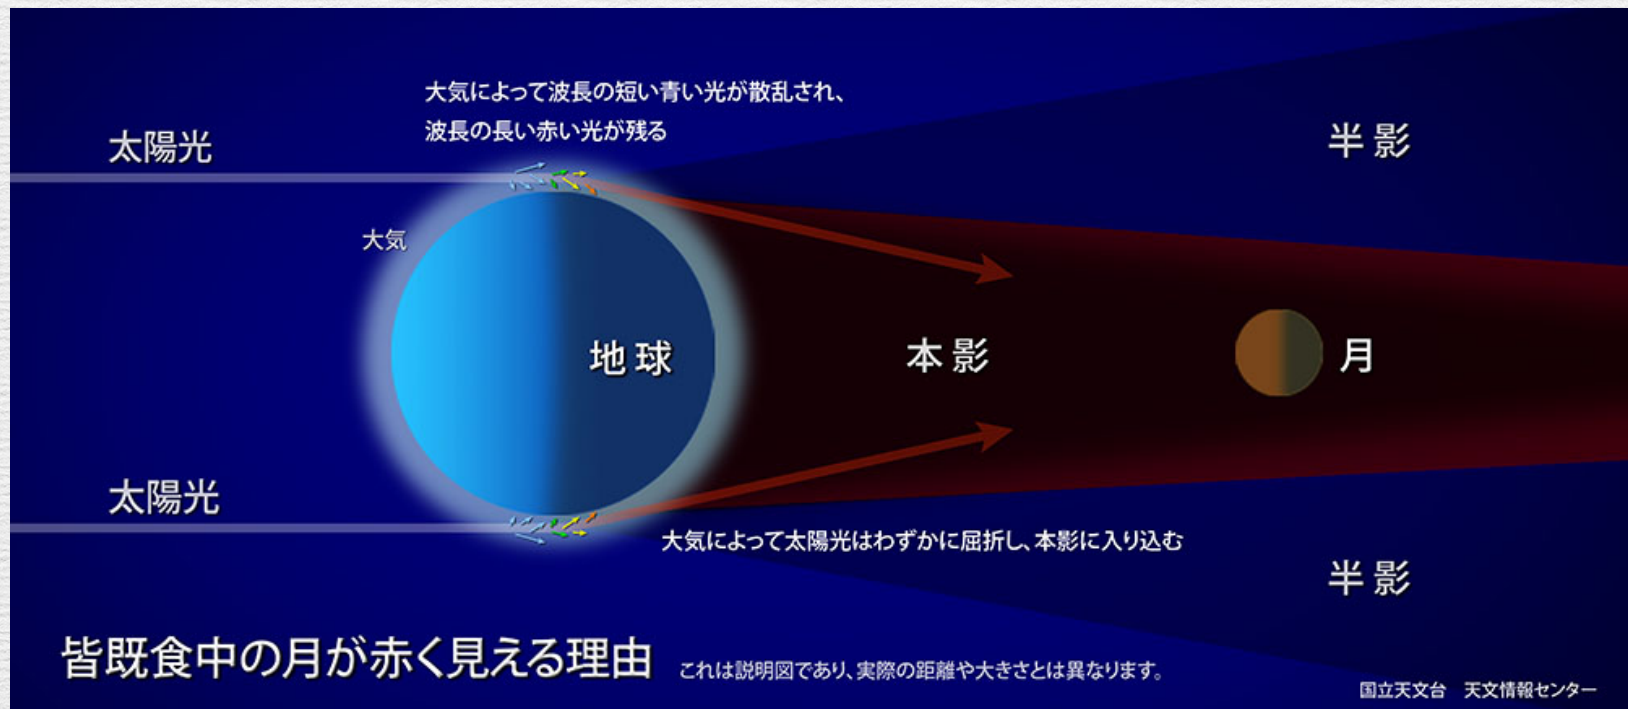 大気によって波長の短い青い光が散乱され、
波長の長い赤い光が残る
太陽光
半影
大気
地球
本影
月
太陽光
大気によって太陽光はわずかに屈折し、本影に入り込む
半影
皆既食中の月が赤く見える理由
これは説明図であり、実際の距離や大きさとは異なります。
国立天文台 天文情報センター